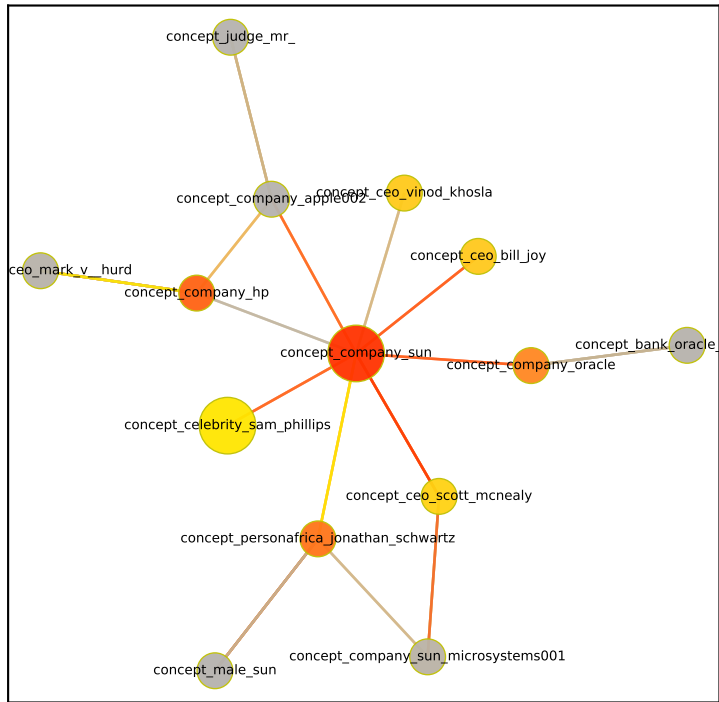 concept_judge_mr_
concept_company_apple002
concept_ceo_vinod_khosla
concept_ceo_bill_joy
ceo_mark_v__hurd
concept_company_hp
concept_company_sun
concept_bank_oracle_
concept_company_oracle
concept_celebrity_sam_phillips
concept_ceo_scott_mcnealy
concept_personafrica_jonathan_schwartz
concept_company_sun_microsystems001
concept_male_sun